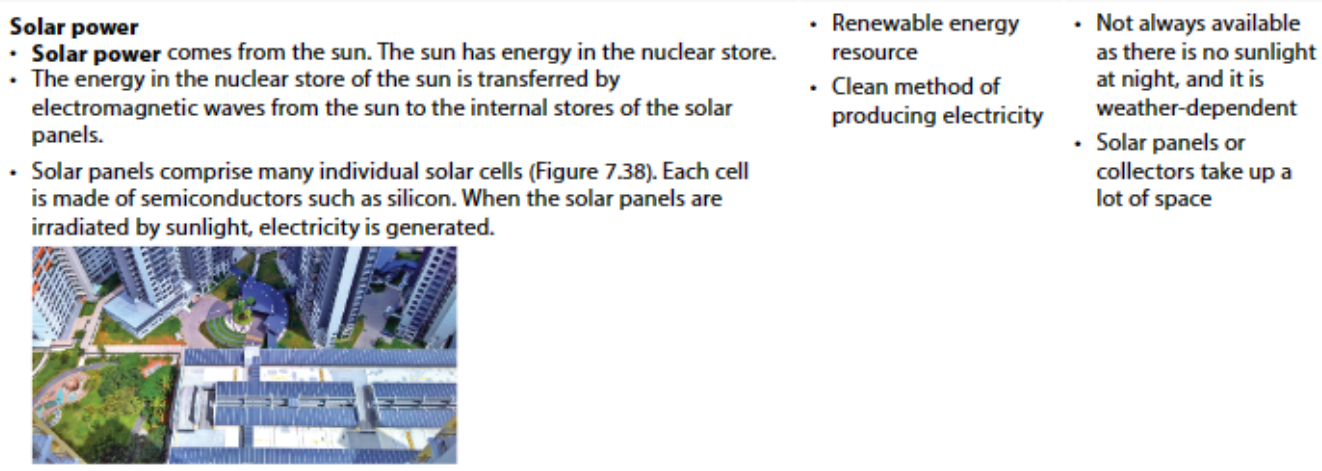 Solar power
• Solar power comes from the sun. The sun has energy in the nuclear store.
• The energy in the nuclear store of the sun is transferred by
electromagnetic waves from the sun to the internal stores of the solar
panels.
• Solar panels comprise many individual solar cells (Figure 7.38). Each cell
is made of semiconductors such as silicon. When the solar panels are
irradiated by sunlight, electricity is generated.
• Renewable energy
resource
• Clean method of
producing electricity
• Not always available
as there is no sunlight
at night, and it is
weather-dependent
• Solar panels or
collectors take up a
lot of space